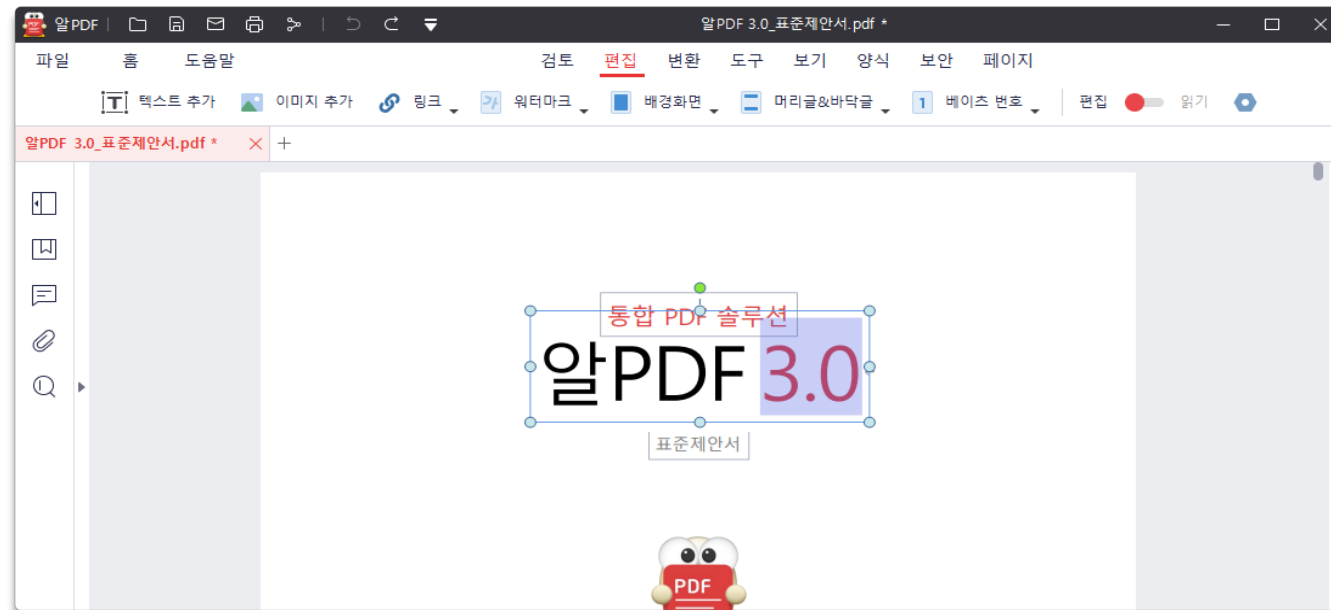 알PDF
알PDF 3.0_표준제안서.pdf *
파일 홈 도움말 검토 편집 변환 도구 보기 양식 보안 페이지
텍스트 추가 이미지 추가 링크 가 워터마크 배경화면 머리글&바닥글 1 베이츠 번호 편집 읽기
알PDF 3.0_표준제안서.pdf *
통합 PDF 솔루션
알PDF 3.0
표준제안서
PDF